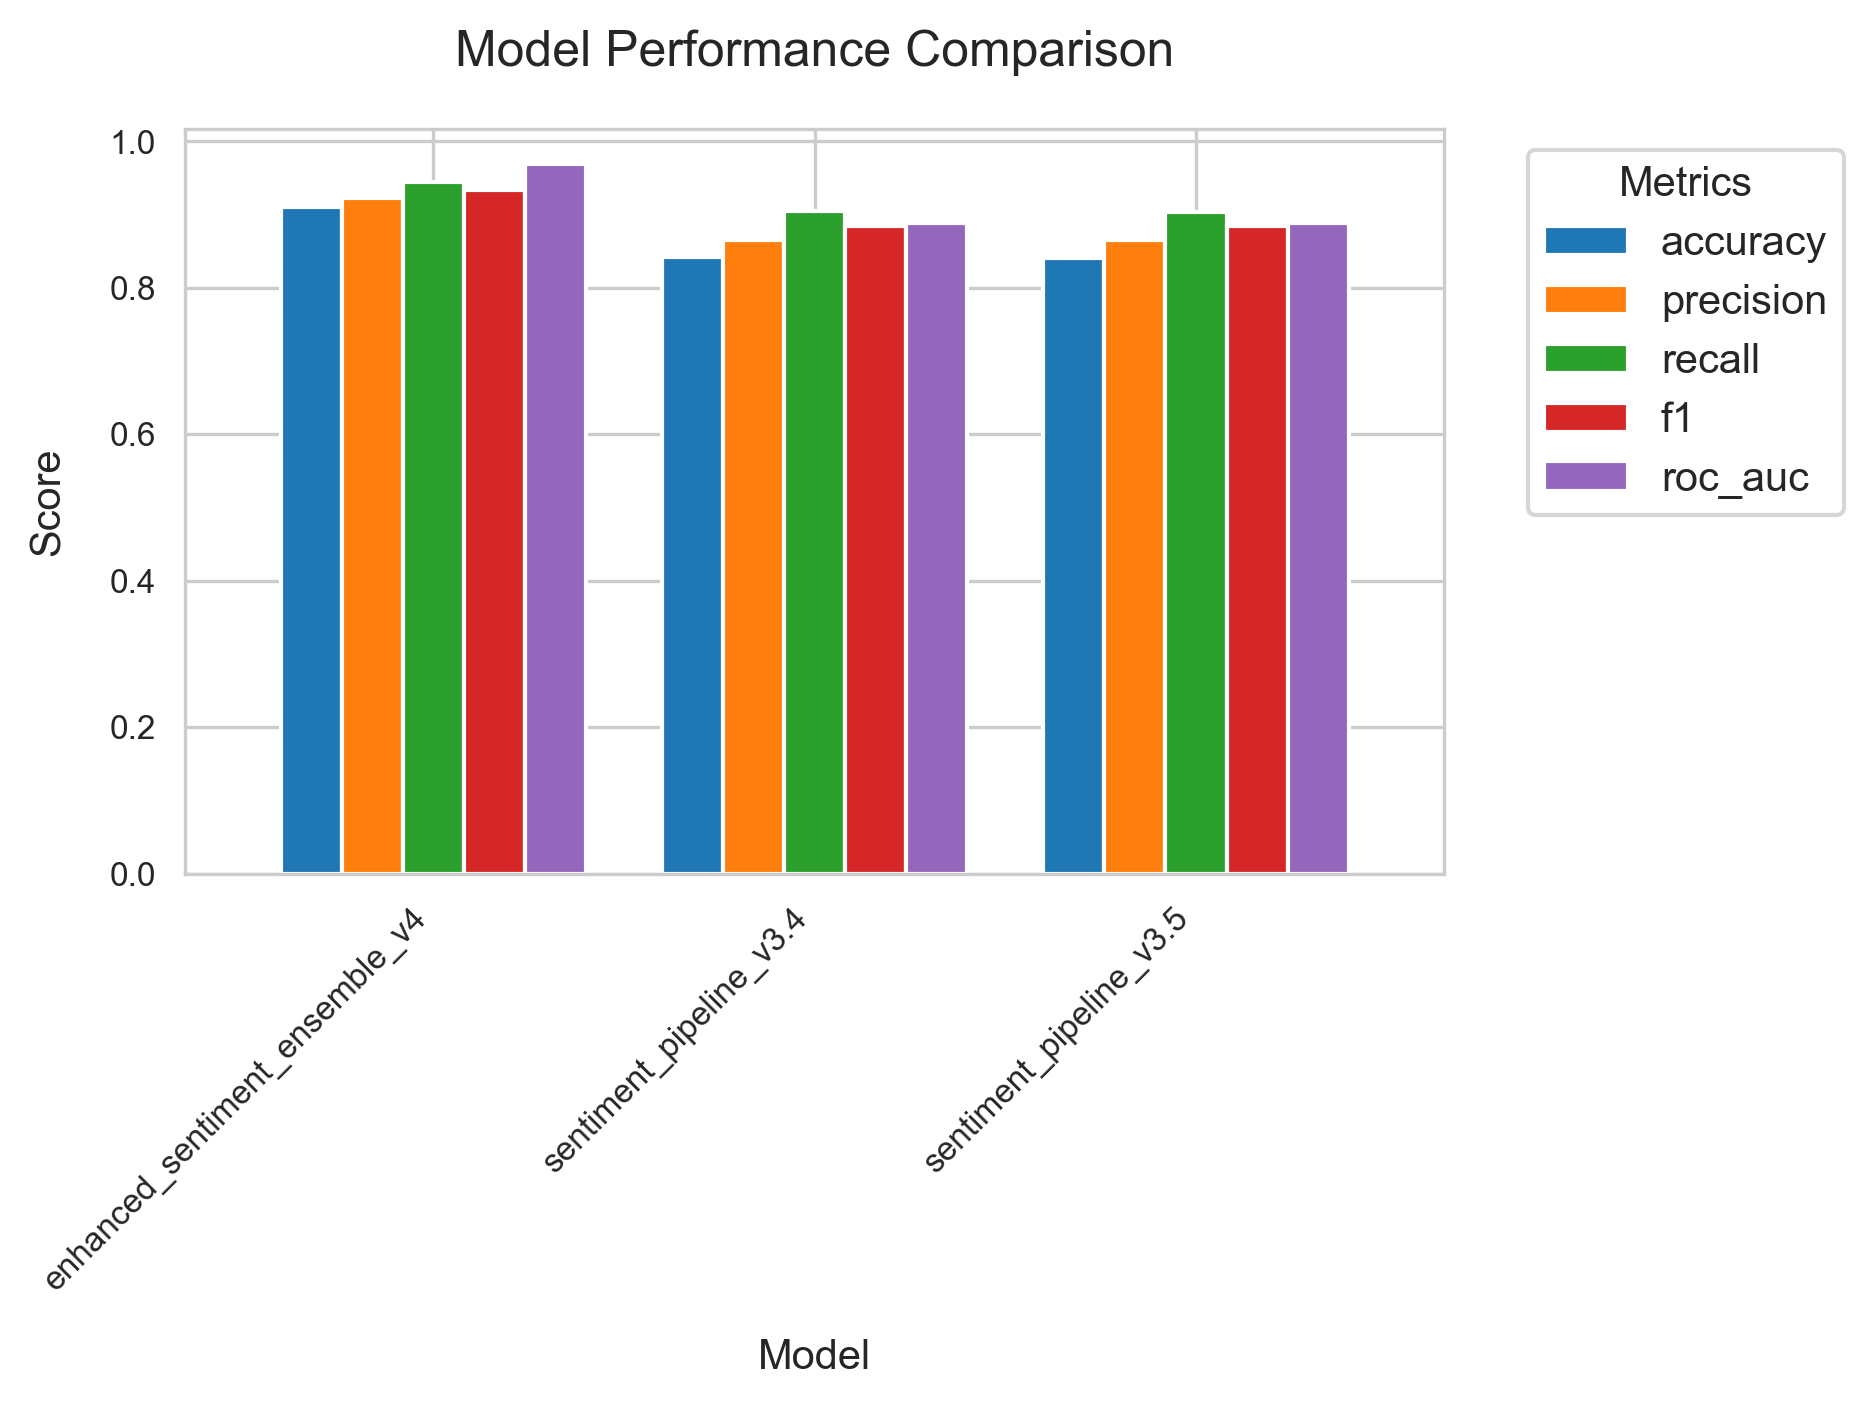 Model Performance Comparison
1.0
0.8
0.6
0.4
0.2
0.0
Score
enhanced_sentiment_ensemble_v4
sentiment_pipeline_v3.4
sentiment_pipeline_v3.5
Model
Metrics
accuracy
precision
recall
f1
roc_auc